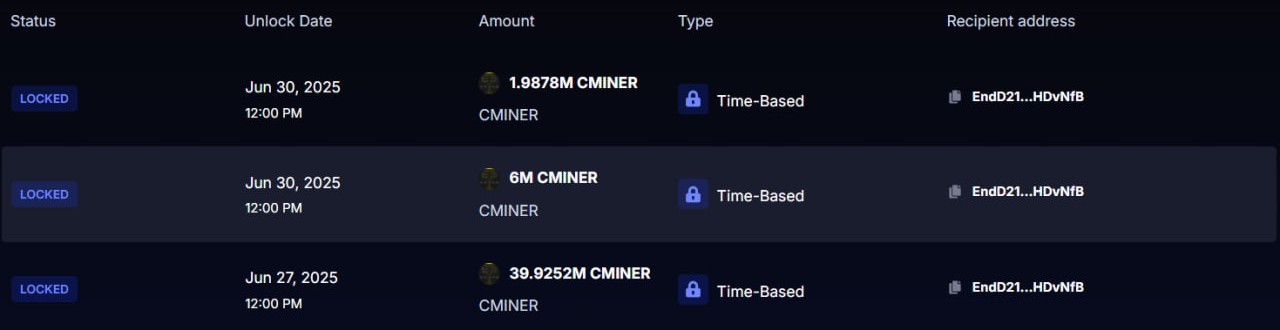 Status Unlock Date Amount Type Recipient address
LOCKED Jun 30, 2025 12:00 PM 1.9878M CMINER CMINER Time-Based EndD21...HDvNfB
LOCKED Jun 30, 2025 12:00 PM 6M CMINER CMINER Time-Based EndD21...HDvNfB
LOCKED Jun 27, 2025 12:00 PM 39.9252M CMINER CMINER Time-Based EndD21...HDvNfB